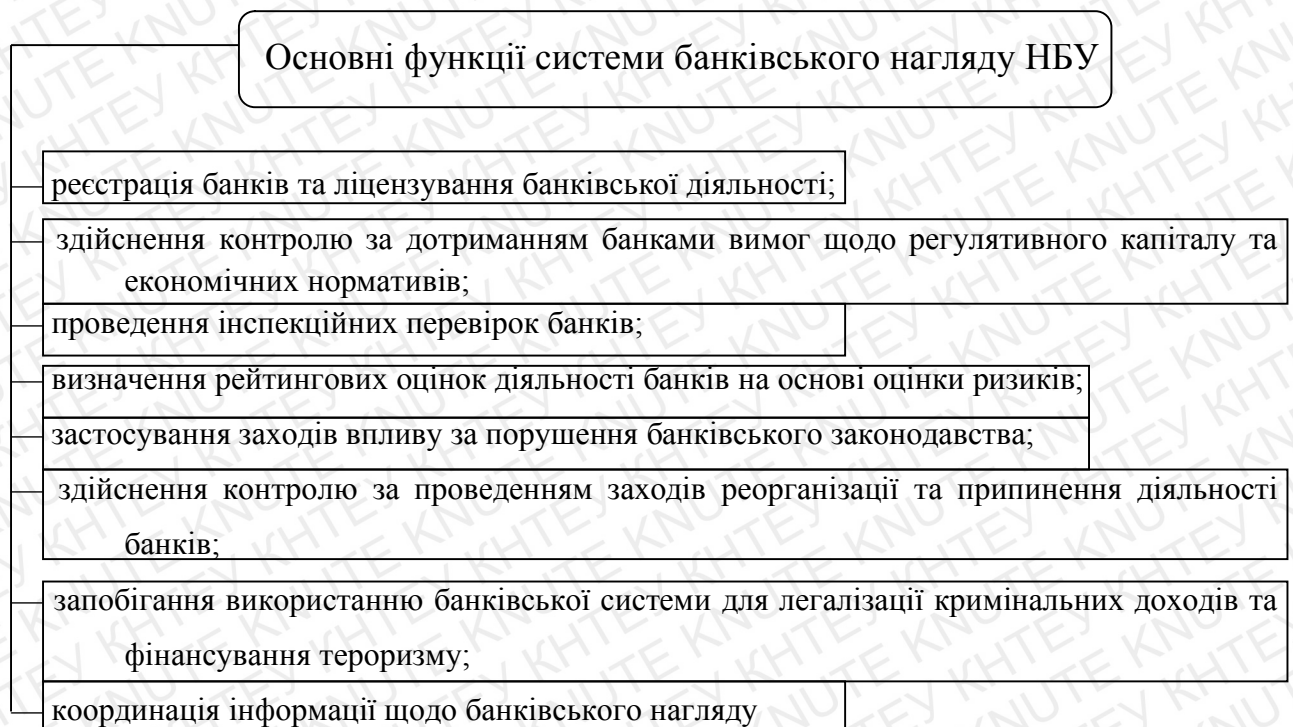 Основні функції системи банківського нагляду НБУ
реєстрація банків та ліцензування банківської діяльності;
здійснення контролю за дотриманням банками вимог щодо регулятивного капіталу та
економічних нормативів;
проведення інспекційних перевірок банків;
визначення рейтингових оцінок діяльності банків на основі оцінки ризиків;
застосування заходів впливу за порушення банківського законодавства;
здійснення контролю за проведенням заходів реорганізації та припинення діяльності
банків;
запобігання використанню банківської системи для легалізації кримінальних доходів та
фінансування тероризму;
координація інформації щодо банківського нагляду